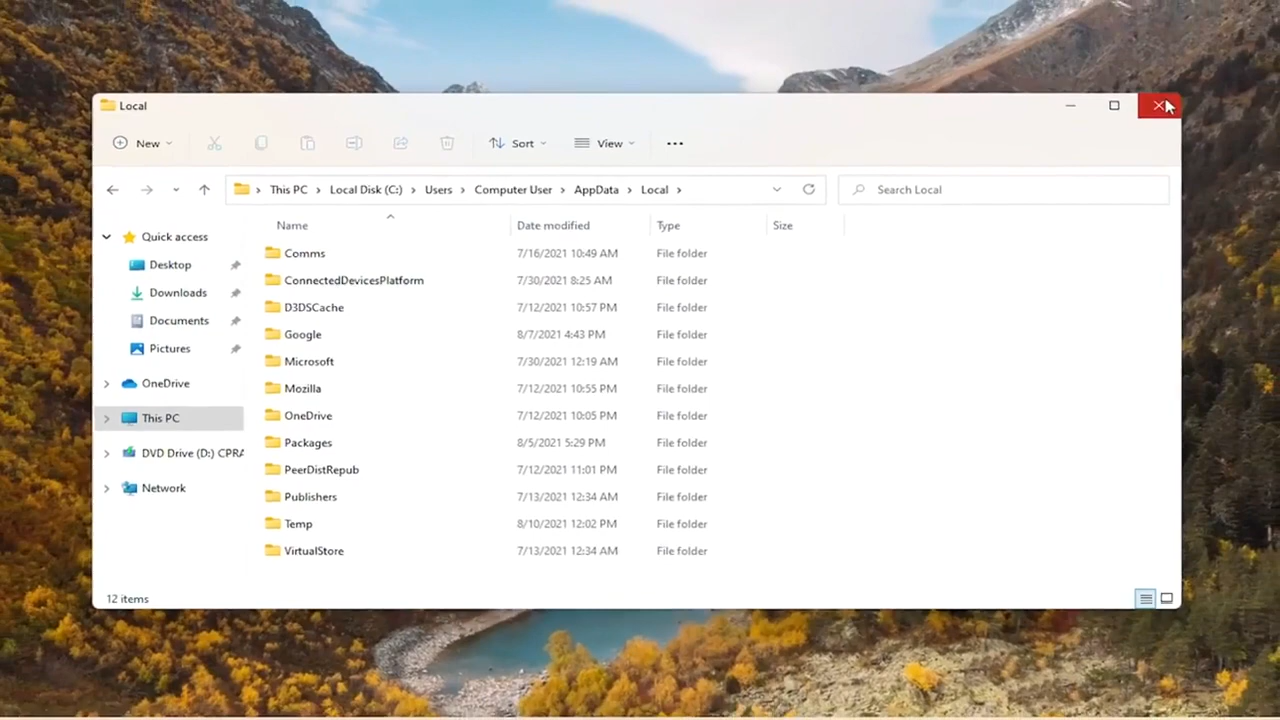 Local
New Sort View
This PC Local Disk (C:) Users Computer User AppData Local Search Local
Name Date modified Type Size
Quick access
Desktop
Downloads
Documents
Pictures
OneDrive
This PC
DVD Drive (D:) CPRA
Network
Comms 7/16/2021 10:49 AM File folder
ConnectedDevicesPlatform 7/30/2021 8:25 AM File folder
D3DSCache 7/12/2021 10:57 PM File folder
Google 8/7/2021 4:43 PM File folder
Microsoft 7/30/2021 12:19 AM File folder
Mozilla 7/12/2021 10:55 PM File folder
OneDrive 7/12/2021 10:05 PM File folder
Packages 8/5/2021 5:29 PM File folder
PeerDistRepub 7/12/2021 11:01 PM File folder
Publishers 7/13/2021 12:34 AM File folder
Temp 8/10/2021 12:02 PM File folder
VirtualStore 7/13/2021 12:34 AM File folder
12 items